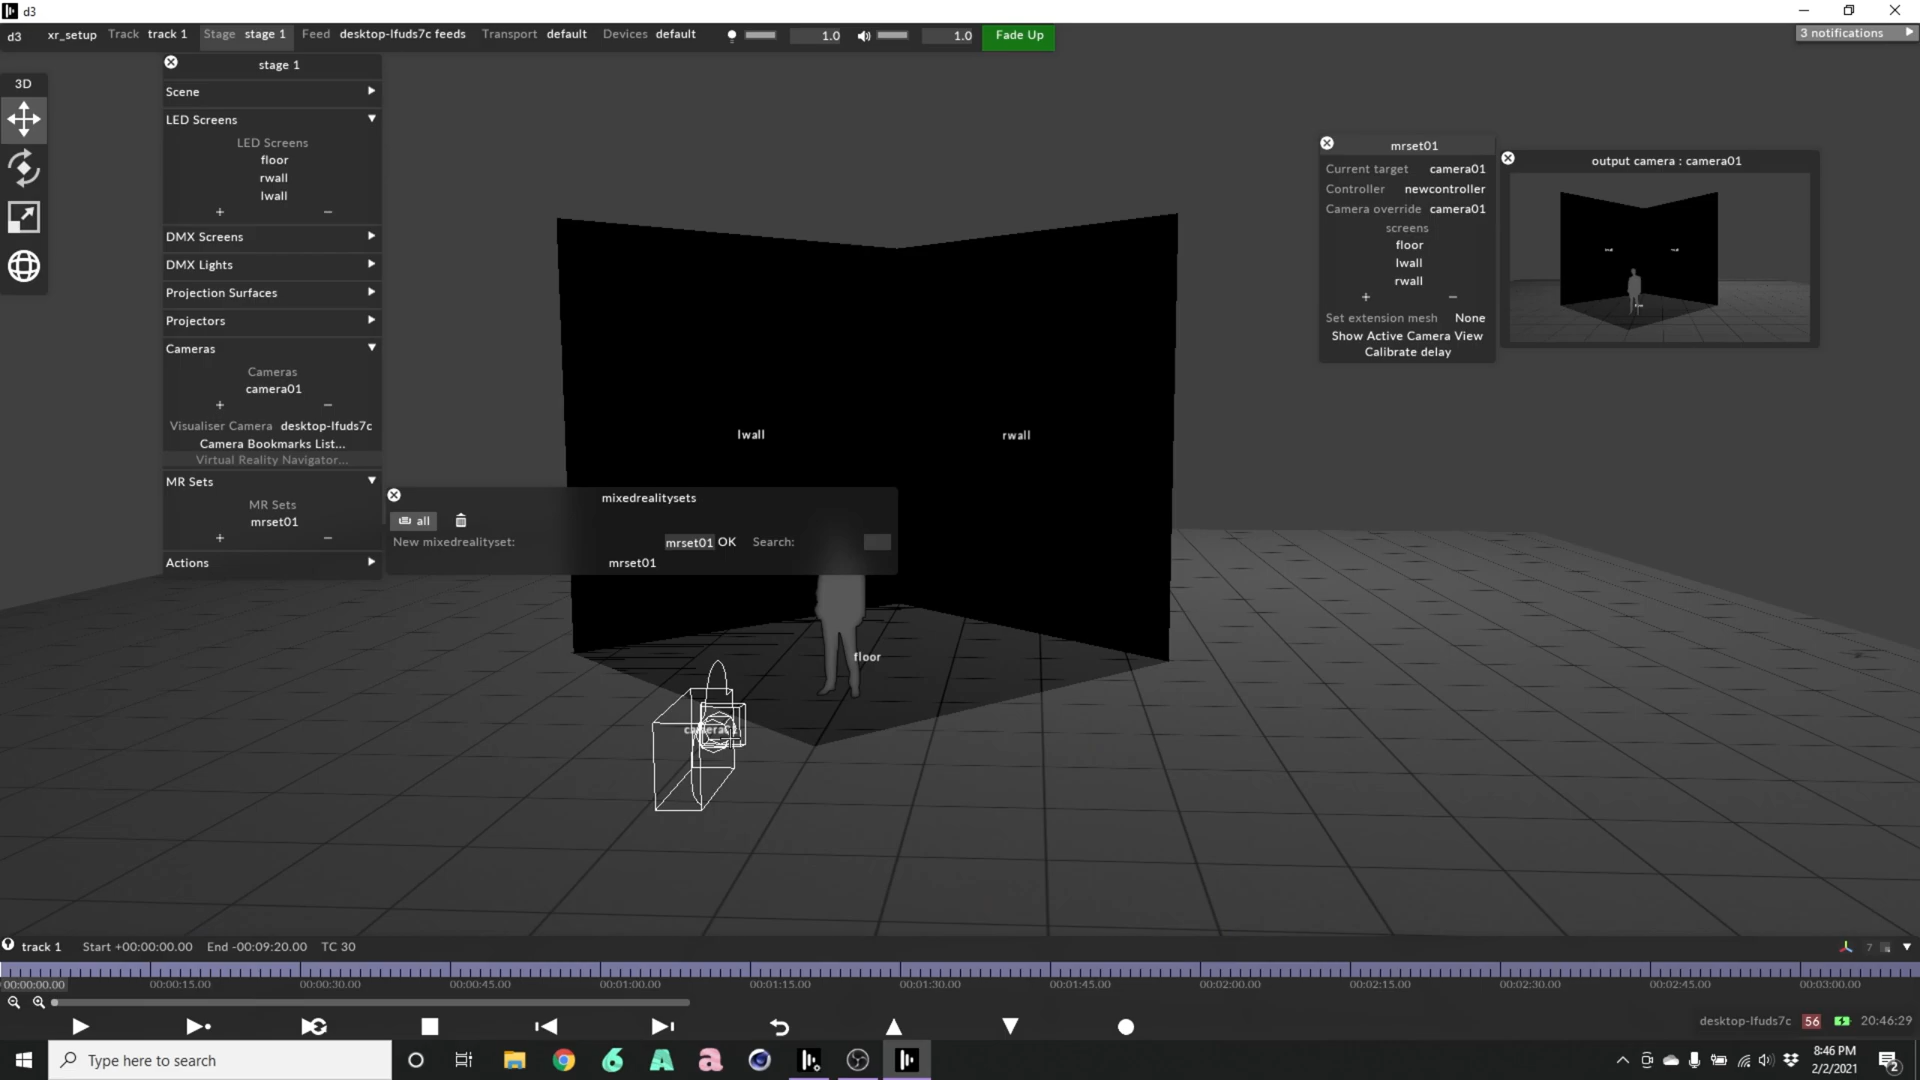 d3
d3 xr_setup Track track 1 Stage stage 1 Feed desktop-lfuds7c feeds Transport default Devices default 1.0 1.0 Fade Up 3 notifications
3D
stage 1
Scene
LED Screens
LED Screens
floor
rwall
lwall
+ −
DMX Screens
DMX Lights
Projection Surfaces
Projectors
Cameras
Cameras
camera01
+ −
Visualiser Camera desktop-lfuds7c
Camera Bookmarks List...
Virtual Reality Navigator...
MR Sets
MR Sets
mrset01
+ −
Actions
mixedrealitysets
all
New mixedrealityset: mrset01 OK Search:
mrset01
lwall
rwall
floor
mrset01
Current target camera01
Controller newcontroller
Camera override camera01
screens
floor
lwall
rwall
+ −
Set extension mesh None
Show Active Camera View
Calibrate delay
output camera : camera01
track 1 Start +00:00:00.00 End -00:09:20.00 TC 30 7
00:00:00.00 00:00:15.00 00:00:30.00 00:00:45.00 00:01:00.00 00:01:15.00 00:01:30.00 00:01:45.00 00:02:00.00 00:02:15.00 00:02:30.00 00:02:45.00 00:03:00.00
desktop-lfuds7c 56 20:46:29
Type here to search
8:46 PM
2/2/2021
2